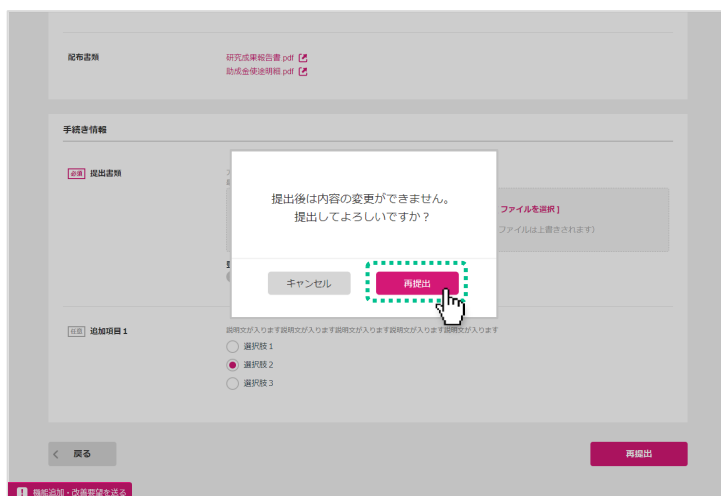 配布書類
研究成果報告書.pdf
助成金使途明細.pdf
手続き情報
必須 提出書類
提出後は内容の変更ができません。
提出してよろしいですか？
ファイルを選択 ]
ファイルは上書きされます)
キャンセル
再提出
任意 追加項目1
説明文が入ります説明文が入ります説明文が入ります説明文が入ります説明文が入ります
選択肢1
選択肢2
選択肢3
戻る
再提出
機能追加・改善要望を送る